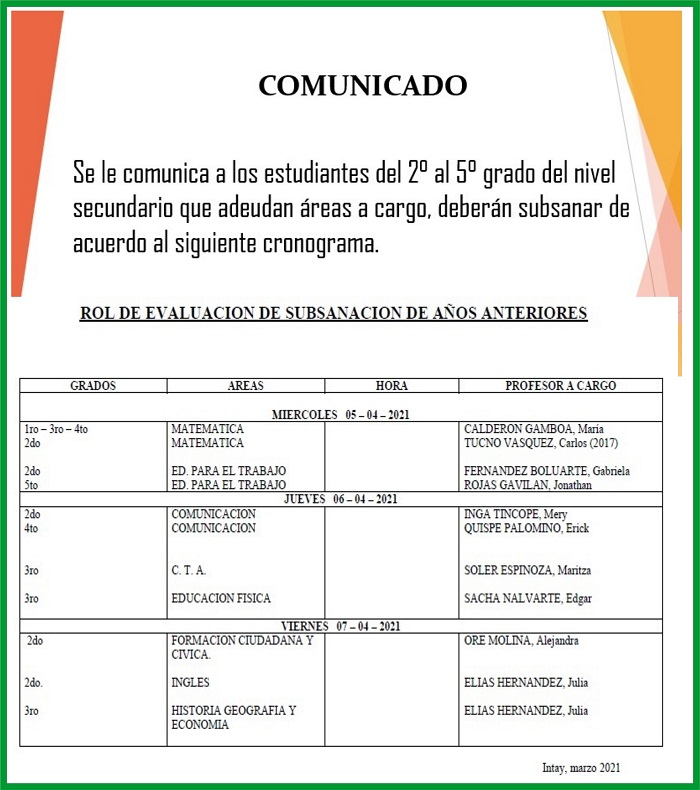 COMUNICADO
Se le comunica a los estudiantes del 2º al 5º grado del nivel
secundario que adeudan áreas a cargo, deberán subsanar de
acuerdo al siguiente cronograma.
ROL DE EVALUACION DE SUBSANACION DE AÑOS ANTERIORES
GRADOS AREAS HORA PROFESOR A CARGO
MIERCOLES 05 – 04 – 2021
1ro – 3ro – 4to MATEMATICA CALDERON GAMBOA, Maria
2do MATEMATICA TUCNO VASQUEZ, Carlos (2017)
2do ED. PARA EL TRABAJO FERNANDEZ BOLUARTE, Gabriela
5to ED. PARA EL TRABAJO ROJAS GAVILAN, Jonathan
JUEVES 06 – 04 – 2021
2do COMUNICACION INGA TINCOPE, Mery
4to COMUNICACION QUISPE PALOMINO, Erick
3ro C. T. A. SOLER ESPINOZA, Maritza
3ro EDUCACION FISICA SACHA NALVARTE, Edgar
VIERNES 07 – 04 – 2021
2do FORMACION CIUDADANA Y ORE MOLINA, Alejandra
CIVICA.
2do. INGLES ELIAS HERNANDEZ, Julia
3ro HISTORIA GEOGRAFIA Y ELIAS HERNANDEZ, Julia
ECONOMIA
Intay, marzo 2021